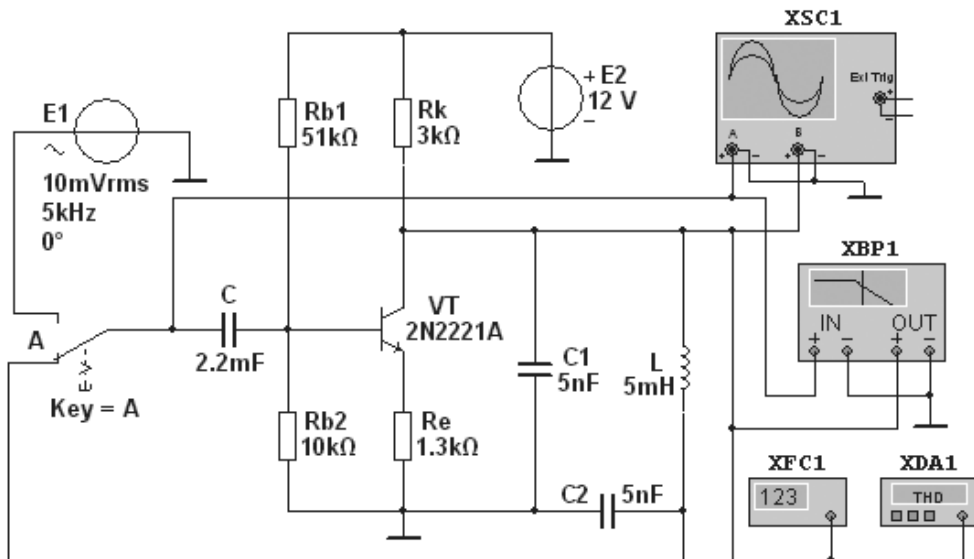 XSC1
Ext Trig
+
−
A
B
+ −
+ −
E1
10mVrms
5kHz
0°
Rb1
51kΩ
Rk
3kΩ
+ E2
12 V
−
XBP1
IN OUT
+ − + −
A
Key = A
C
2.2mF
VT
2N2221A
C1
5nF
L
5mH
Rb2
10kΩ
Re
1.3kΩ
C2
5nF
XFC1
123
XDA1
THD